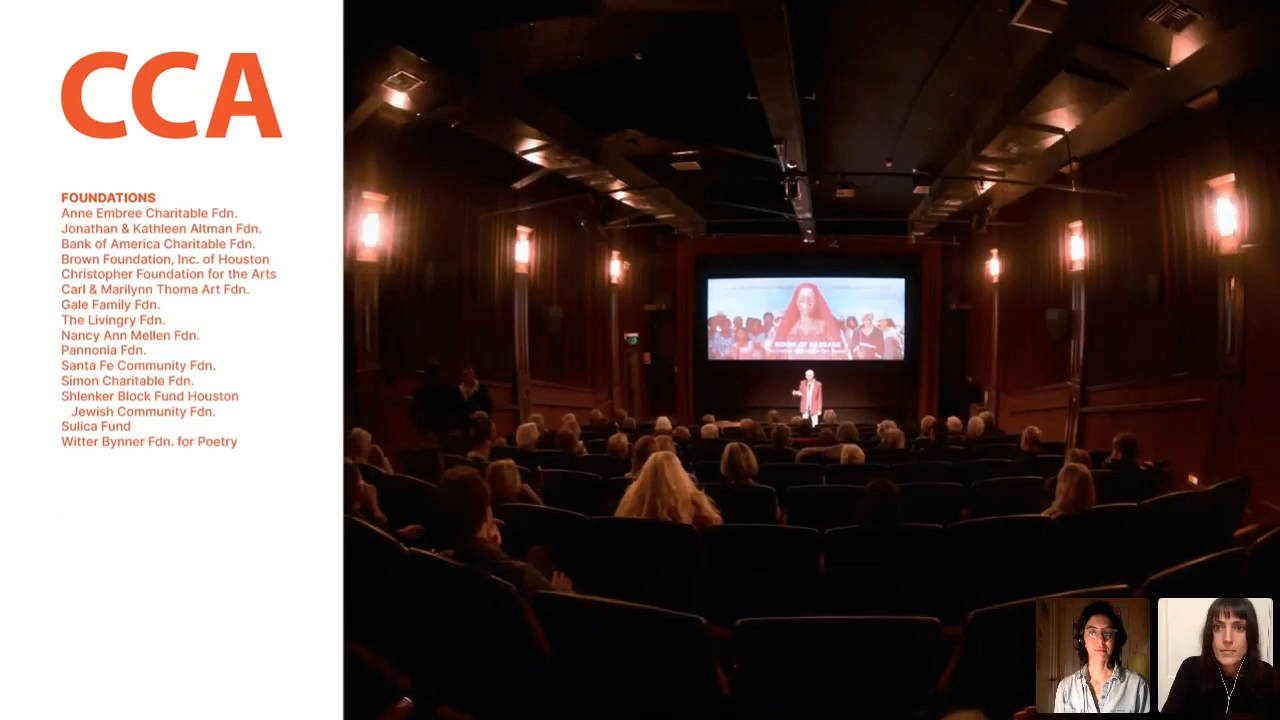 CCA
FOUNDATIONS
Anne Embree Charitable Fdn.
Jonathan & Kathleen Altman Fdn.
Bank of America Charitable Fdn.
Brown Foundation, Inc. of Houston
Christopher Foundation for the Arts
Carl & Marilynn Thoma Art Fdn.
Gale Family Fdn.
The Livingry Fdn.
Nancy Ann Mellen Fdn.
Pannonia Fdn.
Santa Fe Community Fdn.
Simon Charitable Fdn.
Shlenker Block Fund Houston
Jewish Community Fdn.
Sulica Fund
Witter Bynner Fdn. for Poetry
BIRDS OF PASSAGE